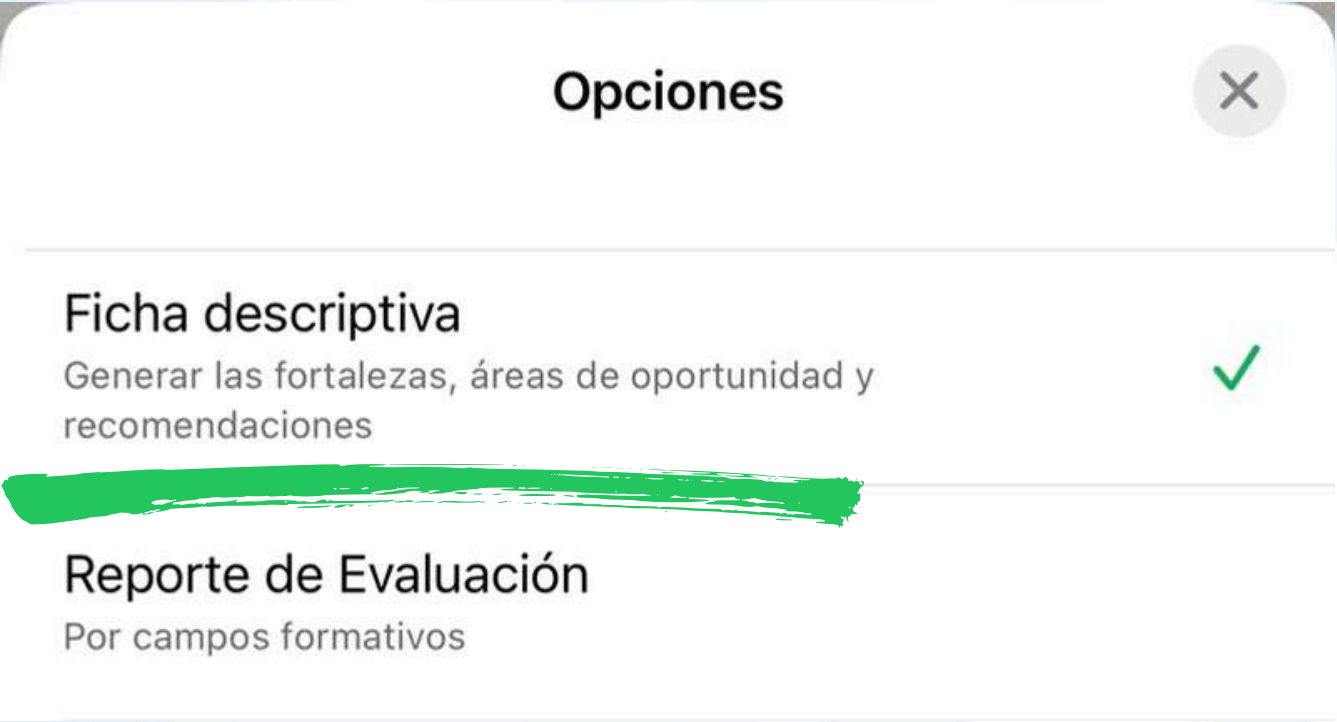 Opciones
Ficha descriptiva
Generar las fortalezas, áreas de oportunidad y
recomendaciones
Reporte de Evaluación
Por campos formativos